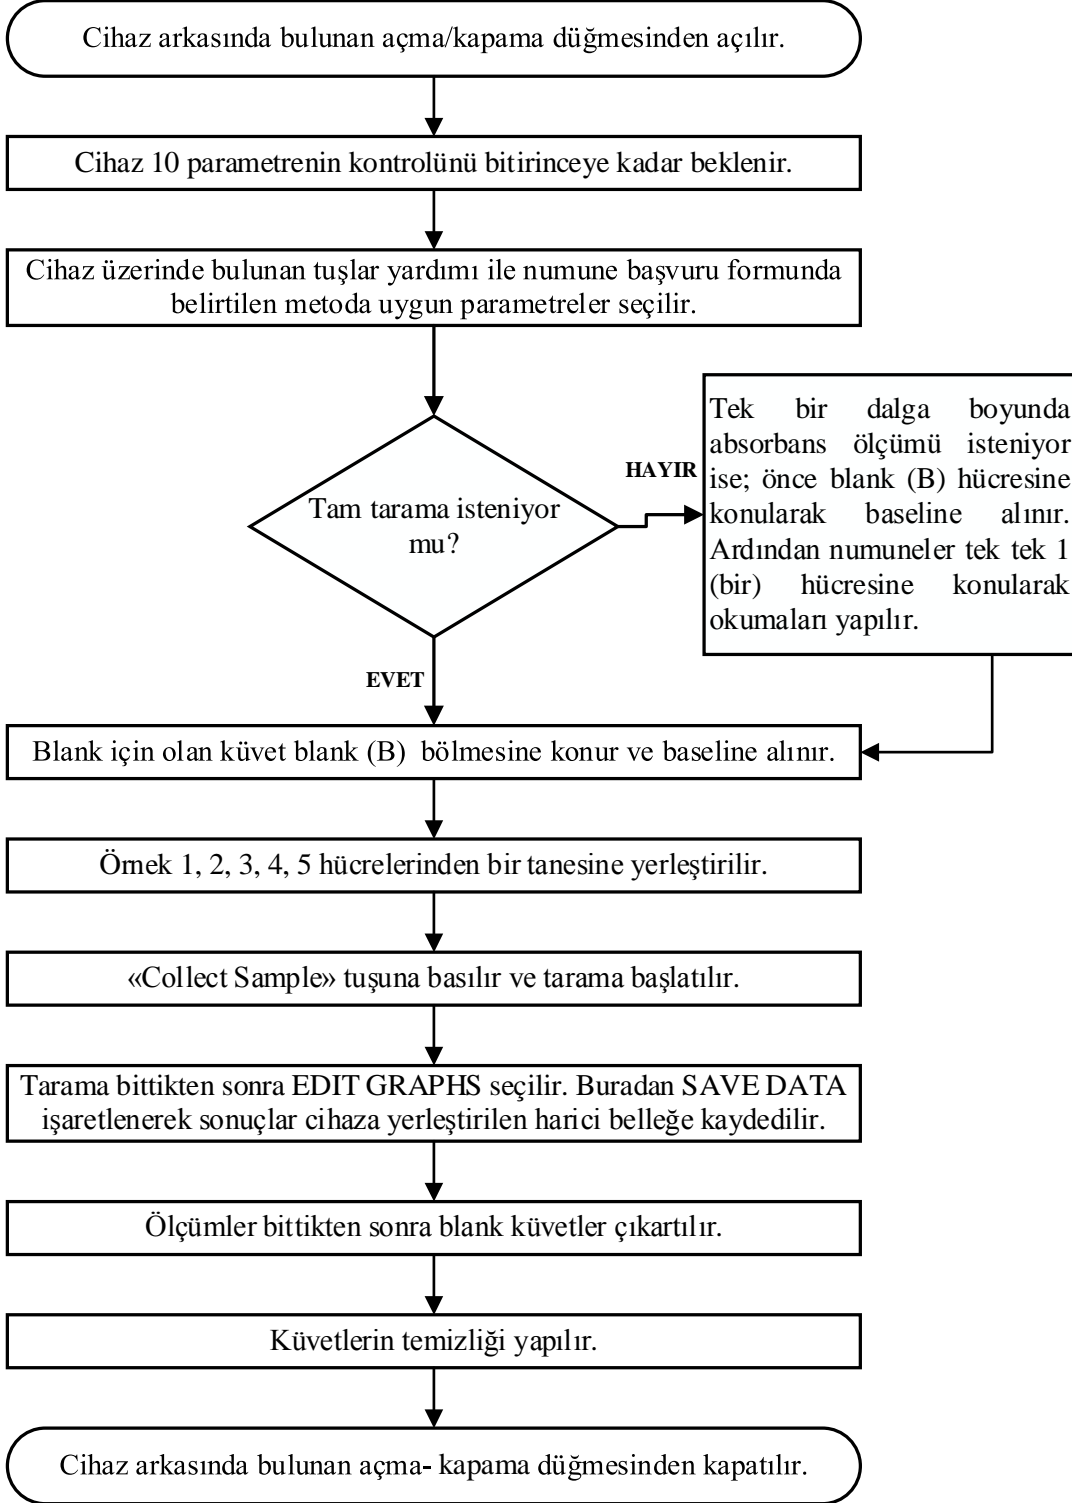 Cihaz arkasında bulunan açma/kapama düğmesinden açılır.
Cihaz 10 parametrenin kontrolünü bitirinceye kadar beklenir.
Cihaz üzerinde bulunan tuşlar yardımı ile numune başvuru formunda
belirtilen metoda uygun parametreler seçilir.
Tam tarama isteniyor
mu?
HAYIR
Tek bir dalga boyunda
absorbans ölçümü isteniyor
ise; önce blank (B) hücresine
konularak baseline alınır.
Ardından numuneler tek tek 1
(bir) hücresine konularak
okumaları yapılır.
EVET
Blank için olan küvet blank (B) bölmesine konur ve baseline alınır.
Örnek 1, 2, 3, 4, 5 hücrelerinden bir tanesine yerleştirilir.
«Collect Sample» tuşuna basılır ve tarama başlatılır.
Tarama bittikten sonra EDIT GRAPHS seçilir. Buradan SAVE DATA
işaretlenerek sonuçlar cihaza yerleştirilen harici belleğe kaydedilir.
Ölçümler bittikten sonra blank küvetler çıkartılır.
Küvetlerin temizliği yapılır.
Cihaz arkasında bulunan açma- kapama düğmesinden kapatılır.